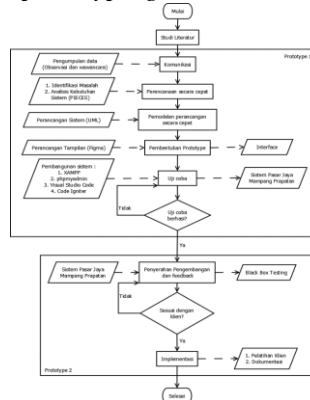 Mulai
Studi Literatur
Prototype 1
Pengumpulan data
(Observasi dan wawancara)
Komunikasi
1. Identifikasi Masalah
2. Analisis Kebutuhan
Sistem (PIECES)
Perencanaan secara cepat
Perancangan Sistem (UML)
Pemodelan perancangan
secara cepat
Perancangan Tampilan (Figma)
Pembentukan Prototype
Interface
Pembangunan sistem :
1. XAMPP
2. phpmyadmin
3. Visual Studio Code
4. Code Igniter
Uji coba
Sistem Pasar Jaya
Mampang Prapatan
Tidak
Uji coba
berhasil?
Ya
Sistem Pasar Jaya
Mampang Prapatan
Penyerahan Pengembangan
dan feedback
Black Box Testing
Tidak
Sesuai dengan
Klien?
Ya
Implementasi
1. Pelatihan Klien
2. Dokumentasi
Prototype 2
Selesai